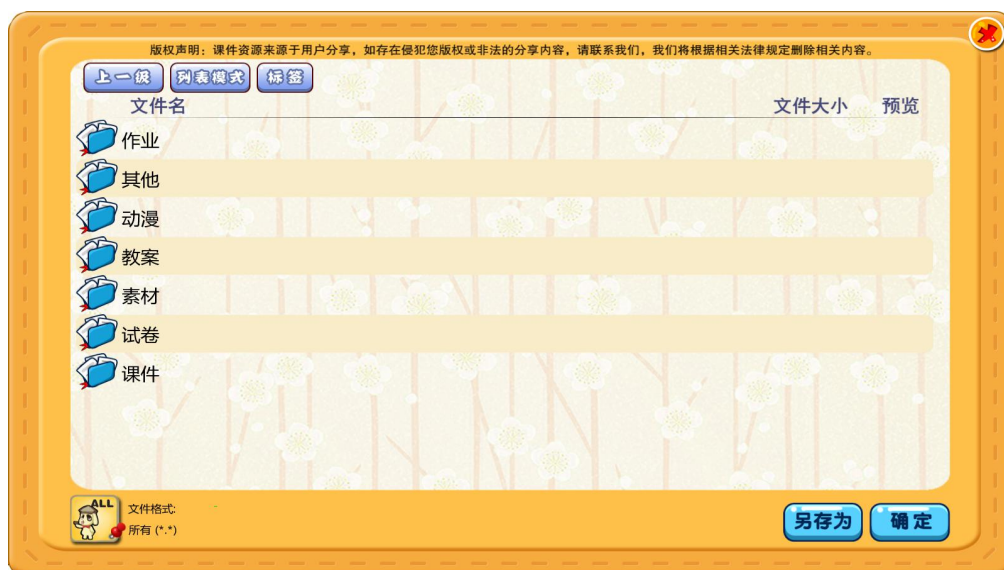 版权声明：课件资源来源于用户分享，如存在侵犯您版权或非法的分享内容，请联系我们，我们将根据相关法律规定删除相关内容。
上一级 列表模式 标签
文件名 文件大小 预览
作业
其他
动漫
教案
素材
试卷
课件
ALL 文件格式:
所有 (*.*)
另存为 确定